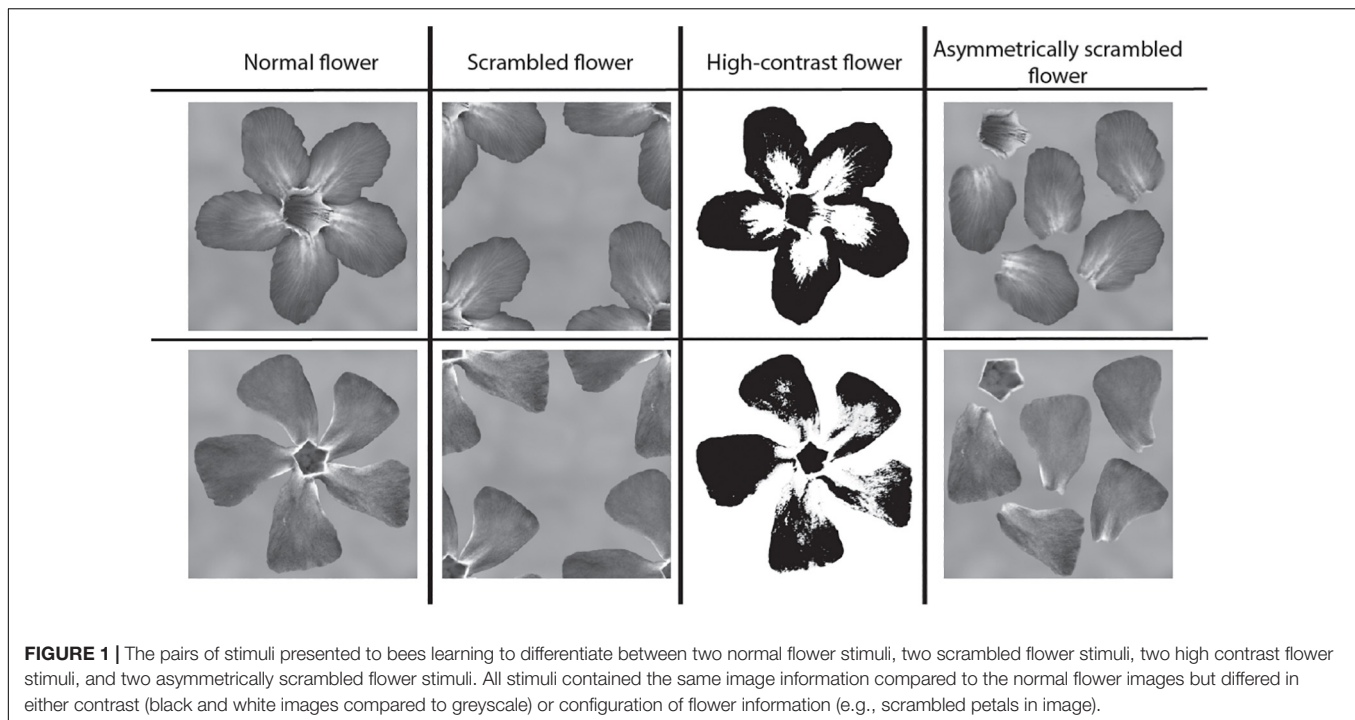 Normal flower
Scrambled flower
High-contrast flower
Asymmetrically scrambled
flower
FIGURE 1 | The pairs of stimuli presented to bees learning to differentiate between two normal flower stimuli, two scrambled flower stimuli, two high contrast flower
stimuli, and two asymmetrically scrambled flower stimuli. All stimuli contained the same image information compared to the normal flower images but differed in
either contrast (black and white images compared to greyscale) or configuration of flower information (e.g., scrambled petals in image).